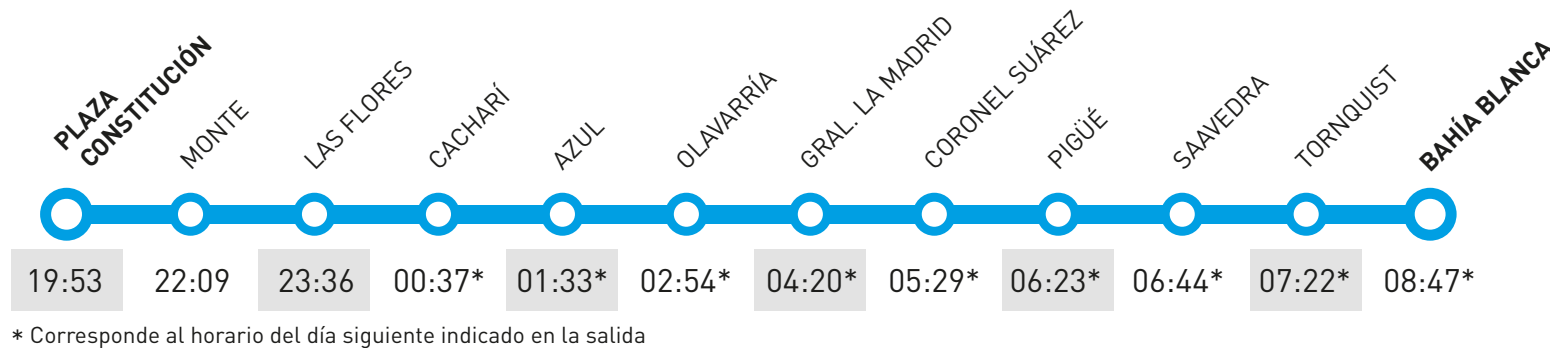 PLAZA
CONSTITUCIÓN
MONTE
LAS FLORES
CACHARÍ
AZUL
OLAVARRÍA
GRAL. LA MADRID
CORONEL SUÁREZ
PIGÜÉ
SAAVEDRA
TORNQUIST
BAHÍA BLANCA
19:53 22:09 23:36 00:37* 01:33* 02:54* 04:20* 05:29* 06:23* 06:44* 07:22* 08:47*
* Corresponde al horario del día siguiente indicado en la salida